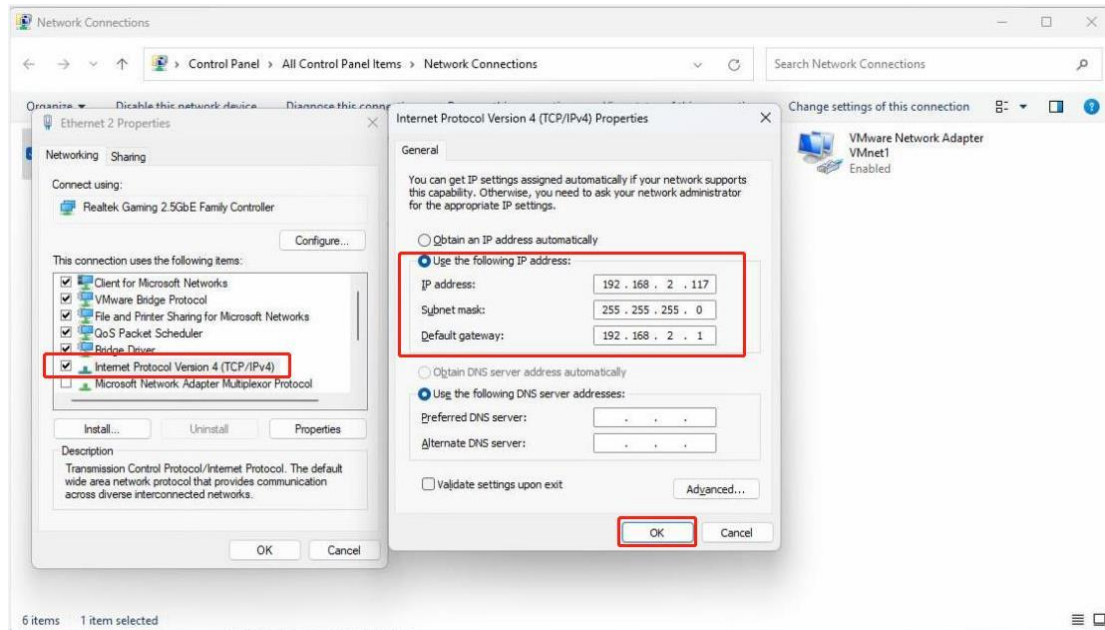 Network Connections
Control Panel > All Control Panel Items > Network Connections
Search Network Connections
Organize
Disable this network device
Change settings of this connection
Ethernet 2 Properties
Networking
Sharing
Connect using:
Realtek Gaming 2.5GbE Family Controller
Configure...
This connection uses the following items:
Client for Microsoft Networks
VMware Bridge Protocol
File and Printer Sharing for Microsoft Networks
QoS Packet Scheduler
Bridge Driver
Internet Protocol Version 4 (TCP/IPv4)
Microsoft Network Adapter Multiplexor Protocol
Install...
Uninstall
Properties
Description
Transmission Control Protocol/Internet Protocol. The default
wide area network protocol that provides communication
across diverse interconnected networks.
OK
Cancel
Internet Protocol Version 4 (TCP/IPv4) Properties
General
You can get IP settings assigned automatically if your network supports
this capability. Otherwise, you need to ask your network administrator
for the appropriate IP settings.
Obtain an IP address automatically
Use the following IP address:
IP address:
192 . 168 . 2 . 117
Subnet mask:
255 . 255 . 255 . 0
Default gateway:
192 . 168 . 2 . 1
Obtain DNS server address automatically
Use the following DNS server addresses:
Preferred DNS server:
Alternate DNS server:
Validate settings upon exit
Advanced...
OK
Cancel
VMware Network Adapter
VMnet1
Enabled
6 items
1 item selected